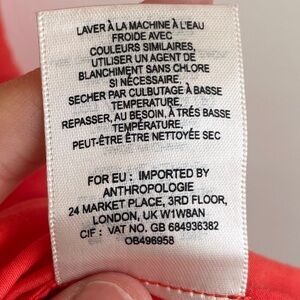 LAVER À LA MACHINE À L'EAU
FROIDE AVEC
COULEURS SIMILAIRES,
UTILISER UN AGENT DE
BLANCHIMENT SANS CHLORE
SI NÉCESSAIRE,
SECHER PAR CULBUTAGE À BASSE
TEMPERATURE,
REPASSER, AU BESOIN, À TRÉS BASSE
TEMPÉRATURE,
PEUT-ÊTRE ÊTRE NETTOYÉ SEC
FOR EU : IMPORTED BY
ANTHROPOLOGIE
24 MARKET PLACE, 3RD FLOOR,
LONDON, UK W1W8AN
CIF : VAT NO. GB 684936382
OB496958